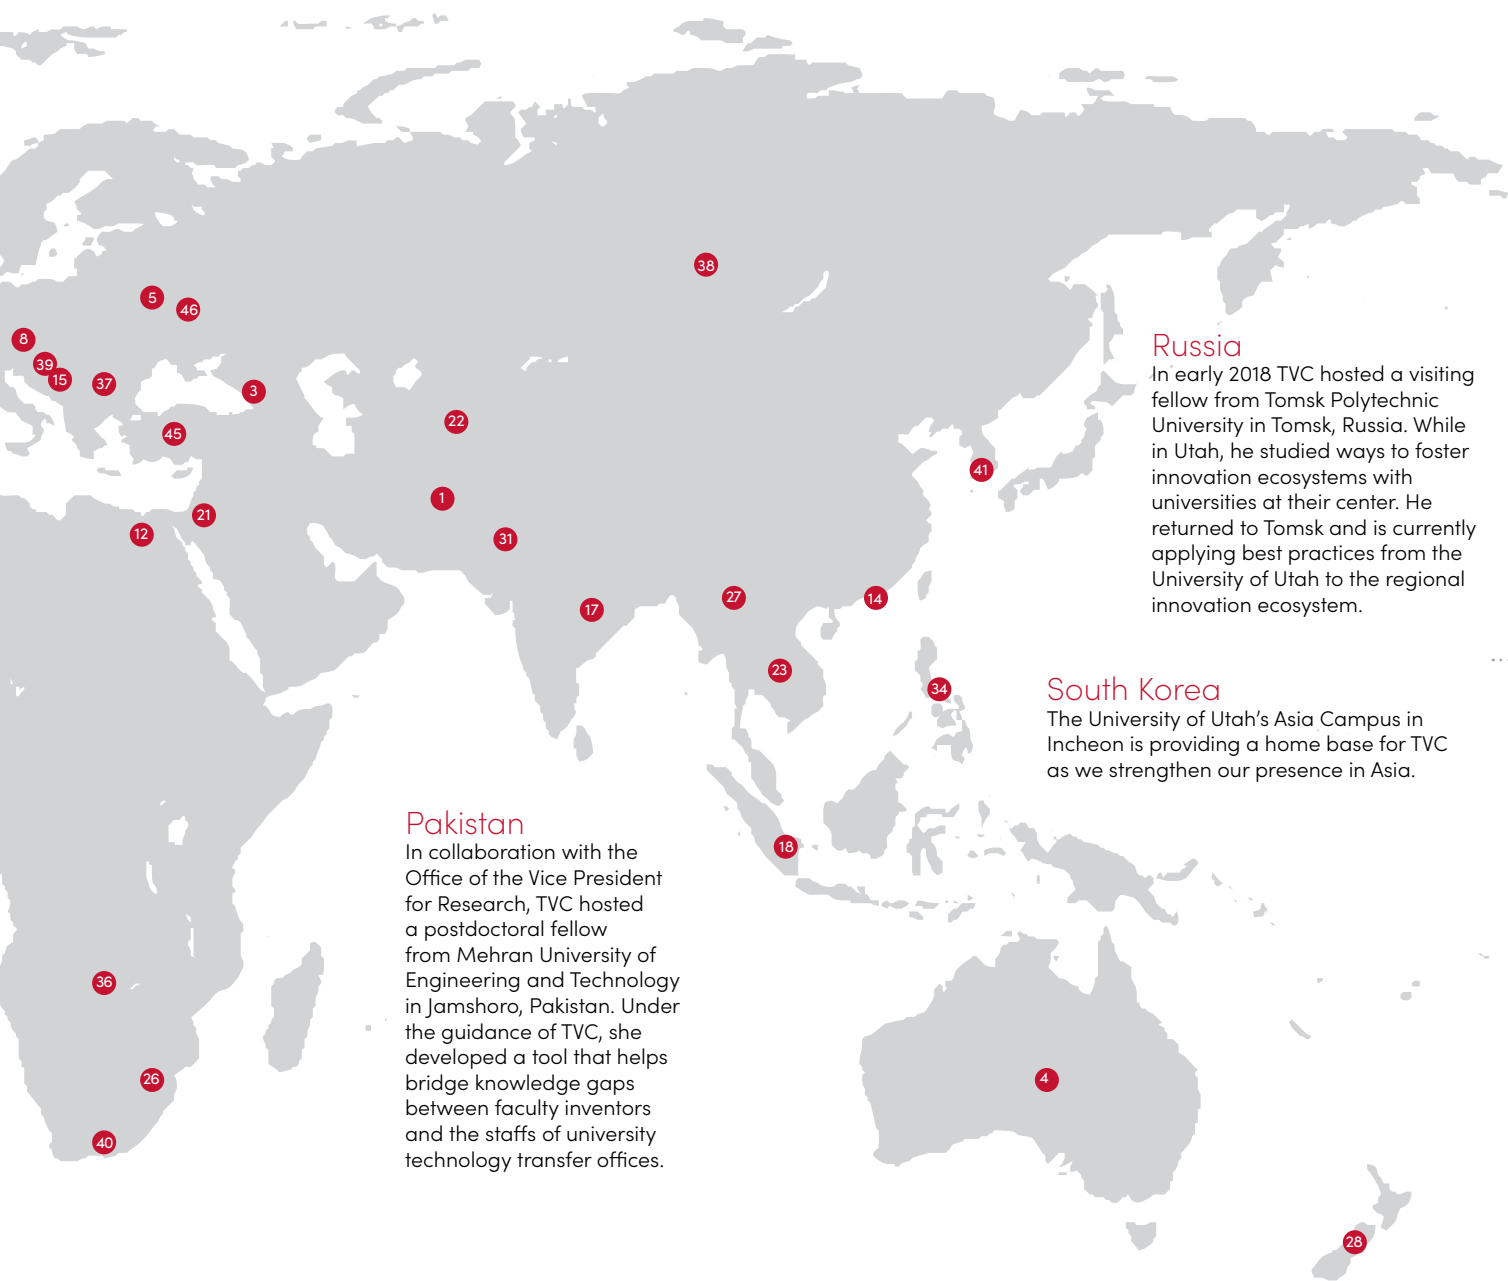 38
5
46
8
39
15
37
3
22
45
41
1
21
12
31
27
14
17
23
34
18
36
26
4
40
28
Russia
In early 2018 TVC hosted a visiting
fellow from Tomsk Polytechnic
University in Tomsk, Russia. While
in Utah, he studied ways to foster
innovation ecosystems with
universities at their center. He
returned to Tomsk and is currently
applying best practices from the
University of Utah to the regional
innovation ecosystem.
South Korea
The University of Utah’s Asia Campus in
Incheon is providing a home base for TVC
as we strengthen our presence in Asia.
Pakistan
In collaboration with the
Office of the Vice President
for Research, TVC hosted
a postdoctoral fellow
from Mehran University of
Engineering and Technology
in Jamshoro, Pakistan. Under
the guidance of TVC, she
developed a tool that helps
bridge knowledge gaps
between faculty inventors
and the staffs of university
technology transfer offices.